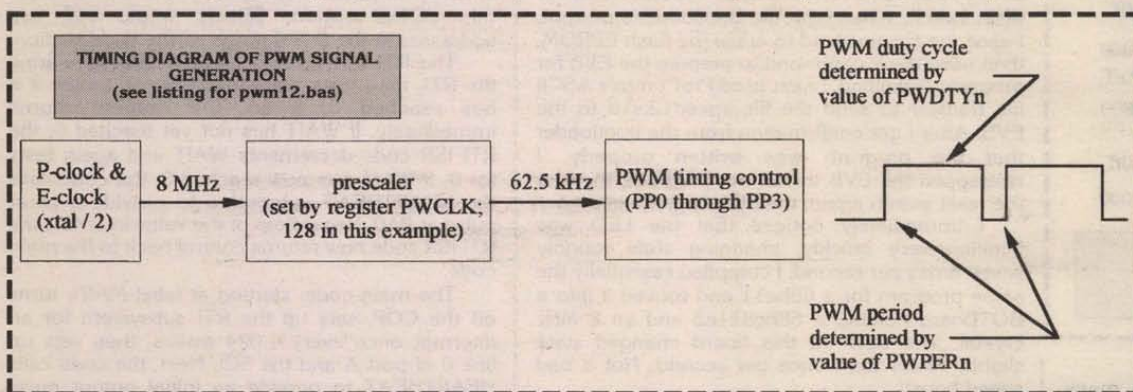 TIMING DIAGRAM OF PWM SIGNAL
GENERATION
(see listing for pwm12.bas)
P-clock &
E-clock
(xtal / 2)
8 MHz
prescaler
(set by register PWCLK;
128 in this example)
62.5 kHz
PWM timing control
(PP0 through PP3)
PWM duty cycle
determined by
value of PWDTYn
PWM period
determined by
value of PWPERn